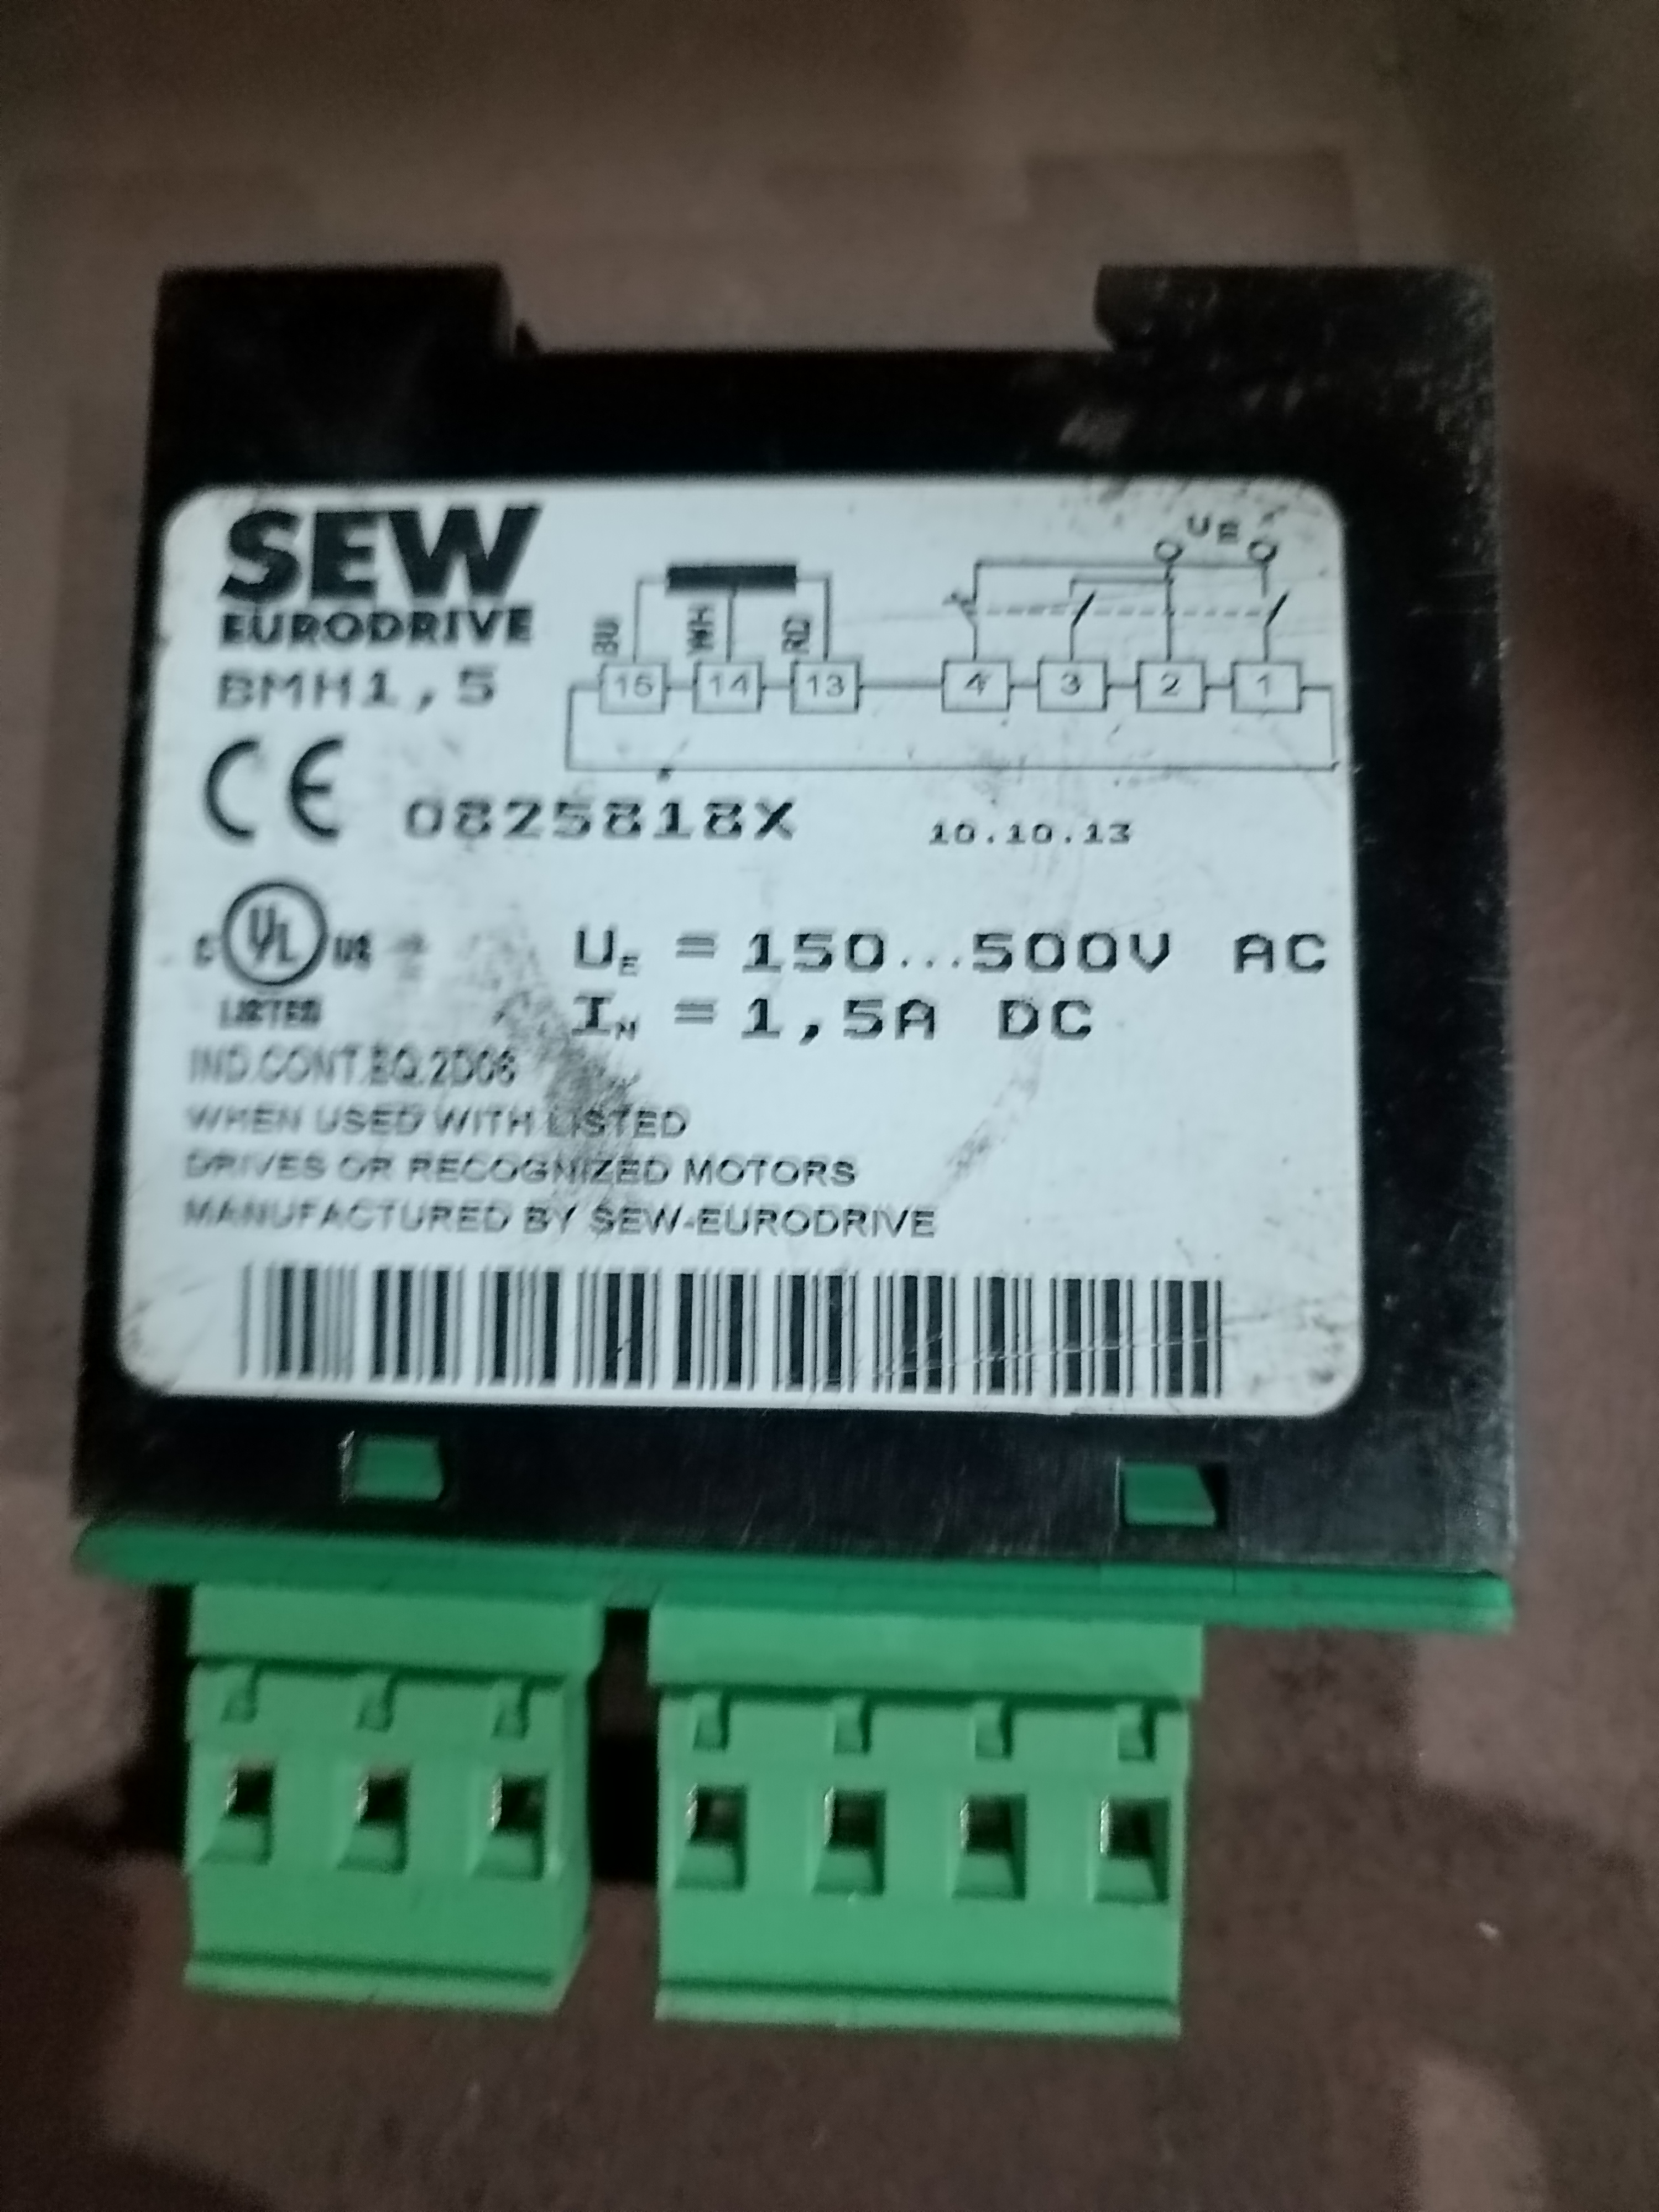 SEW
EURODRIVE
BMH1,5
UE
BU
WH
RD
15 14 13 4 3 2 1
CE 0825818X 10.10.13
C UL US
LISTED
UE = 150...500V AC
IN = 1,5A DC
IND.CONT.EQ.2D06
WHEN USED WITH LISTED
DRIVES OR RECOGNIZED MOTORS
MANUFACTURED BY SEW-EURODRIVE